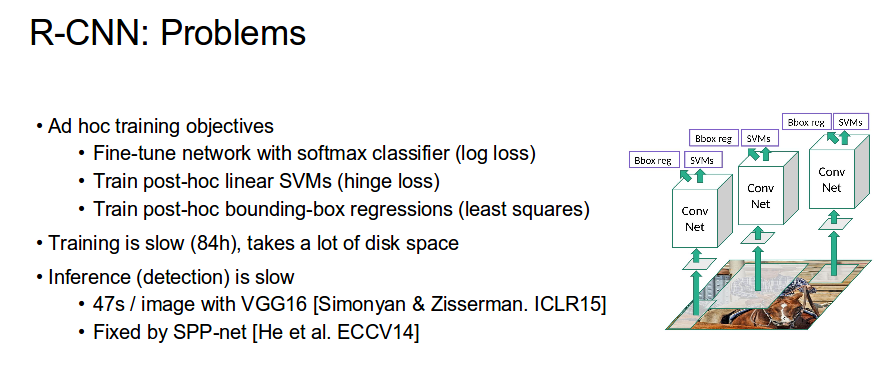 R-CNN: Problems
• Ad hoc training objectives
• Fine-tune network with softmax classifier (log loss)
• Train post-hoc linear SVMs (hinge loss)
• Train post-hoc bounding-box regressions (least squares)
• Training is slow (84h), takes a lot of disk space
• Inference (detection) is slow
• 47s / image with VGG16 [Simonyan & Zisserman. ICLR15]
• Fixed by SPP-net [He et al. ECCV14]
Bbox reg SVMs
Bbox reg SVMs
Bbox reg SVMs
Conv
Net
Conv
Net
Conv
Net